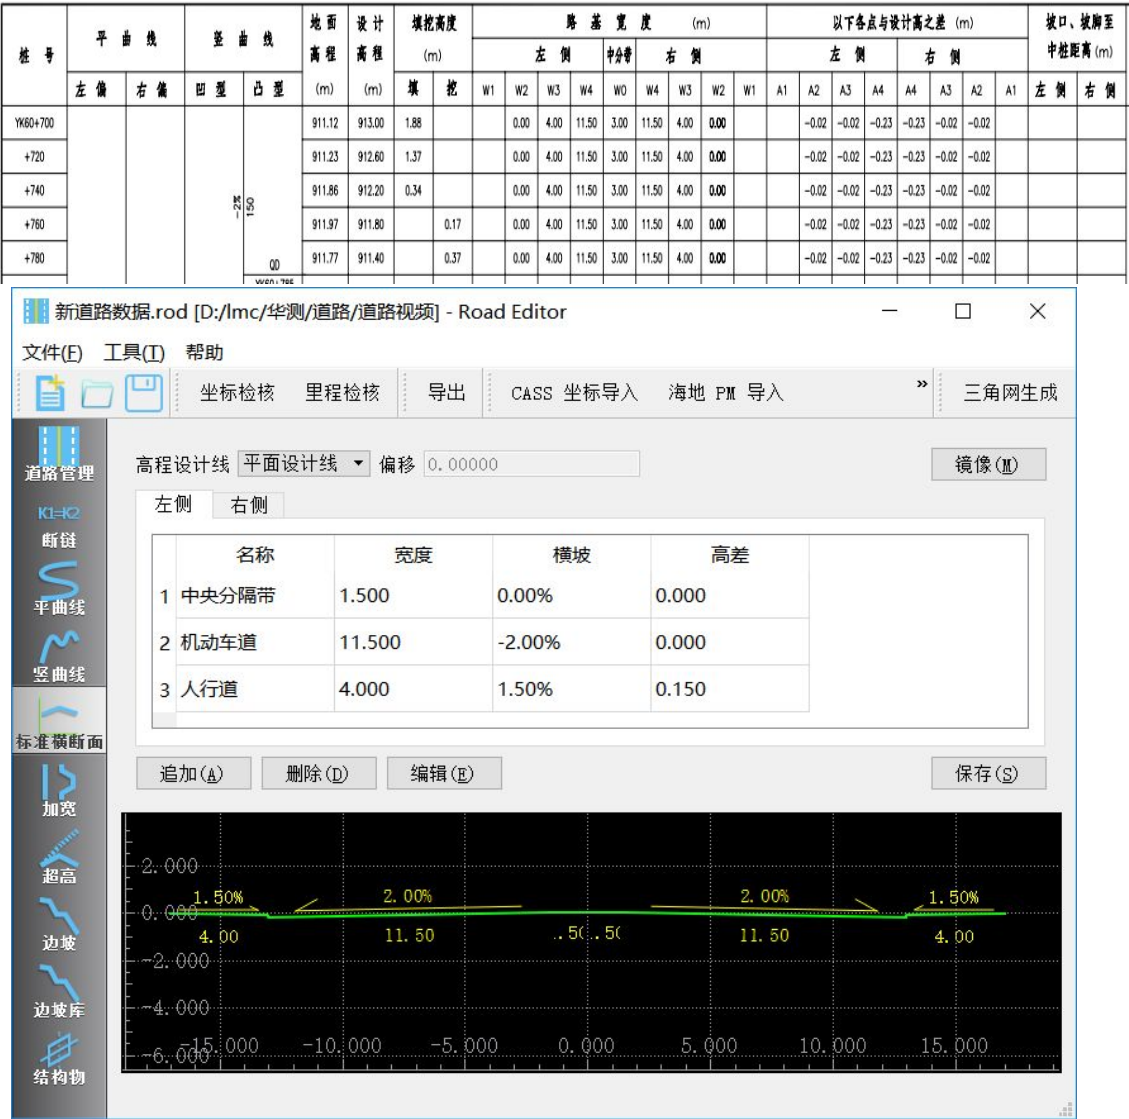 桩 号 平 曲 线 竖 曲 线 地 面 高 程 (m) 设 计 高 程 (m) 填挖高度 (m) 路 基 宽 度 (m) 以下各点与设计高之差 (m) 坡口、坡脚至 中桩距离(m)
左 侧 中分带 右 侧 左 侧 右 侧
左 偏 右 偏 凹 型 凸 型 填 挖 W1 W2 W3 W4 W0 W4 W3 W2 W1 A1 A2 A3 A4 A4 A3 A2 A1 左 侧 右 侧
YK60+700 911.12 913.00 1.88 0.00 4.00 11.50 3.00 11.50 4.00 0.00 -0.02 -0.02 -0.23 -0.23 -0.02 -0.02
+720 911.23 912.60 1.37 0.00 4.00 11.50 3.00 11.50 4.00 0.00 -0.02 -0.02 -0.23 -0.23 -0.02 -0.02
+740 911.86 912.20 0.34 0.00 4.00 11.50 3.00 11.50 4.00 0.00 -0.02 -0.02 -0.23 -0.23 -0.02 -0.02
-2%
150
+760 911.97 911.80 0.17 0.00 4.00 11.50 3.00 11.50 4.00 0.00 -0.02 -0.02 -0.23 -0.23 -0.02 -0.02
+780 911.77 911.40 0.37 0.00 4.00 11.50 3.00 11.50 4.00 0.00 -0.02 -0.02 -0.23 -0.23 -0.02 -0.02
QD
新道路数据.rod [D:/lmc/华测/道路/道路视频] - Road Editor
文件(F) 工具(T) 帮助
坐标检核 里程检核 导出 CASS 坐标导入 海地 PM 导入 » 三角网生成
道路管理
K1=K2
断链
平曲线
竖曲线
标准横断面
加宽
超高
边坡
边坡库
结构物
高程设计线 平面设计线 偏移 0.00000 镜像(M)
左侧 右侧
名称 宽度 横坡 高差
1 中央分隔带 1.500 0.00% 0.000
2 机动车道 11.500 -2.00% 0.000
3 人行道 4.000 1.50% 0.150
追加(A) 删除(D) 编辑(E) 保存(S)
2.000
1.50% 2.00% 2.00% 1.50%
0.000
4.00 11.50 .50 .50 11.50 4.00
-2.000
-4.000
-6.000
-15.000 -10.000 -5.000 0.000 5.000 10.000 15.000